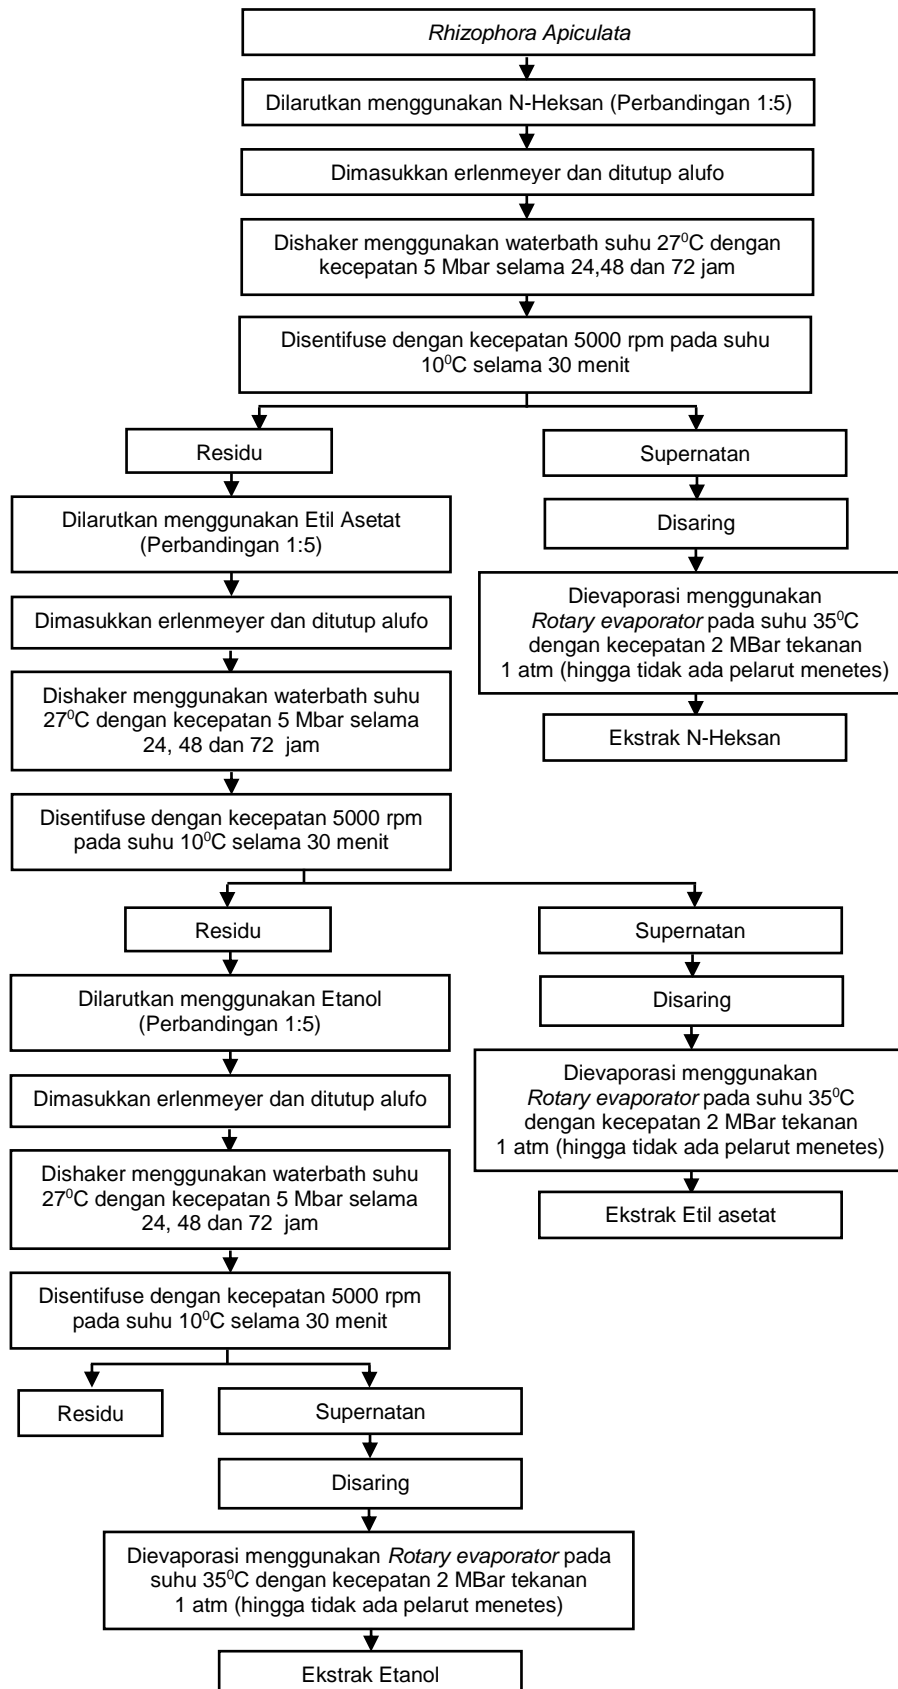 Rhizophora Apiculata
Dilarutkan menggunakan N-Heksan (Perbandingan 1:5)
Dimasukkan erlenmeyer dan ditutup alufo
Dishaker menggunakan waterbath suhu 27⁰C dengan
kecepatan 5 Mbar selama 24,48 dan 72 jam
Disentifuse dengan kecepatan 5000 rpm pada suhu
10⁰C selama 30 menit
Residu
Dilarutkan menggunakan Etil Asetat
(Perbandingan 1:5)
Dimasukkan erlenmeyer dan ditutup alufo
Dishaker menggunakan waterbath suhu
27⁰C dengan kecepatan 5 Mbar selama
24, 48 dan 72 jam
Disentifuse dengan kecepatan 5000 rpm
pada suhu 10⁰C selama 30 menit
Supernatan
Disaring
Dievaporasi menggunakan
Rotary evaporator pada suhu 35⁰C
dengan kecepatan 2 MBar tekanan
1 atm (hingga tidak ada pelarut menetes)
Ekstrak N-Heksan
Residu
Dilarutkan menggunakan Etanol
(Perbandingan 1:5)
Dimasukkan erlenmeyer dan ditutup alufo
Dishaker menggunakan waterbath suhu
27⁰C dengan kecepatan 5 Mbar selama
24, 48 dan 72 jam
Disentifuse dengan kecepatan 5000 rpm
pada suhu 10⁰C selama 30 menit
Supernatan
Disaring
Dievaporasi menggunakan
Rotary evaporator pada suhu 35⁰C
dengan kecepatan 2 MBar tekanan
1 atm (hingga tidak ada pelarut menetes)
Ekstrak Etil asetat
Residu
Supernatan
Disaring
Dievaporasi menggunakan Rotary evaporator pada
suhu 35⁰C dengan kecepatan 2 MBar tekanan
1 atm (hingga tidak ada pelarut menetes)
Ekstrak Etanol